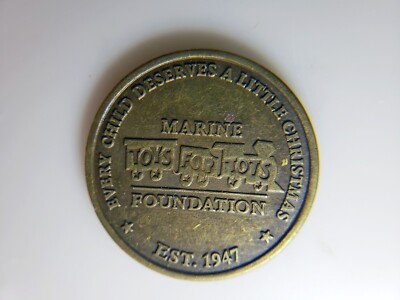 EVERY CHILD DESERVES A LITTLE CHRISTMAS
MARINE
TOYS FOR TOTS
FOUNDATION
EST. 1947